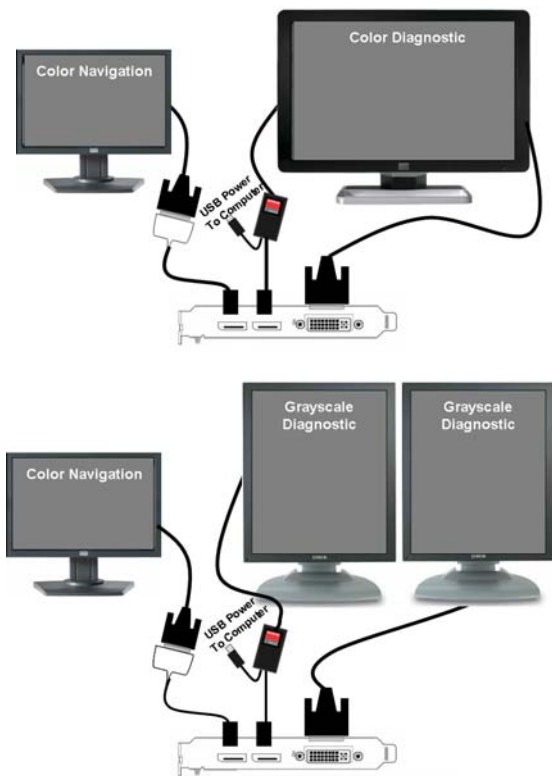 Color Navigation
Color Diagnostic
USB Power
To Computer
Color Navigation
Grayscale
Diagnostic
Grayscale
Diagnostic
USB Power
To Computer